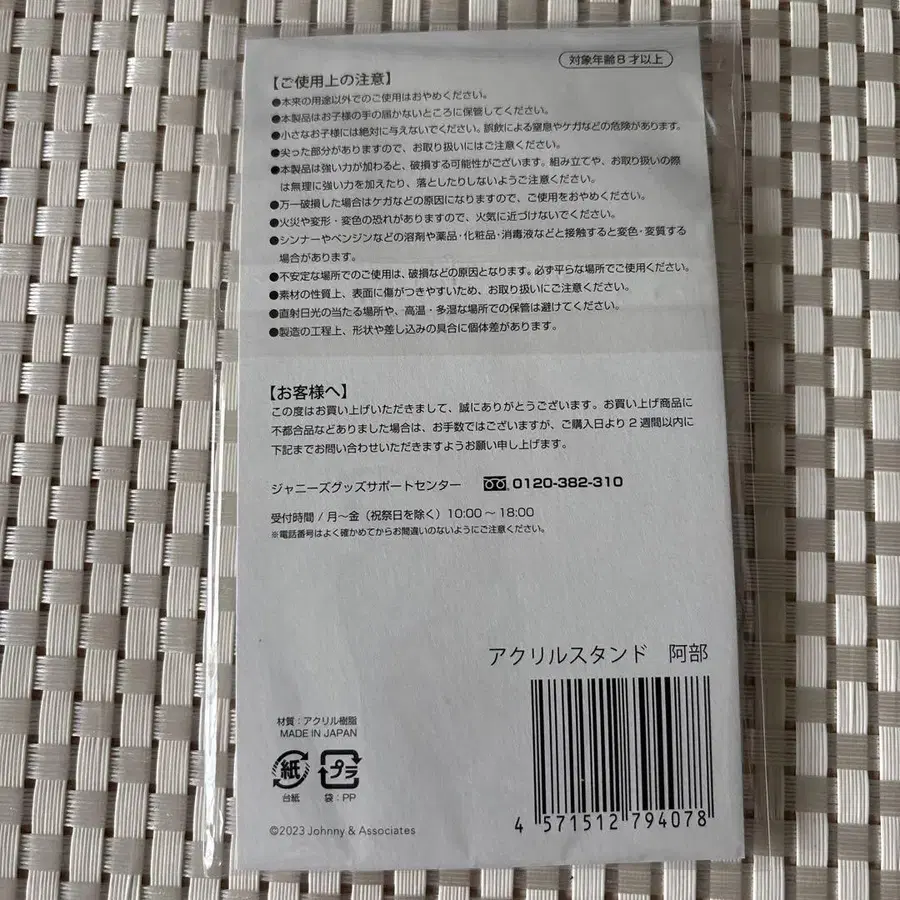 対象年齢8才以上
【ご使用上の注意】
●本来の用途以外でのご使用はおやめください。
●本製品はお子様の手の届かないところに保管してください。
●小さなお子様には絶対に与えないでください。誤飲による窒息やケガなどの危険があります。
●尖った部分がありますので、お取り扱いにはご注意ください。
●本製品は強い力が加わると、破損する可能性がございます。組み立てや、お取り扱いの際
は無理に強い力を加えたり、落としたりしないようご注意ください。
●万一破損した場合はケガなどの原因になりますので、ご使用をおやめください。
●火災や変形・変色の恐れがありますので、火気に近づけないでください。
●シンナーやベンジンなどの溶剤や薬品・化粧品・消毒液などと接触すると変色・変質する
場合があります。
●不安定な場所でのご使用は、破損などの原因となります。必ず平らな場所でご使用ください。
●素材の性質上、表面に傷がつきやすいため、お取り扱いにご注意ください。
●直射日光の当たる場所や、高温・多湿な場所での保管は避けてください。
●製造の工程上、形状や差し込みの具合に個体差があります。
【お客様へ】
この度はお買い上げいただきまして、誠にありがとうございます。お買い上げ商品に
不都合品などありました場合は、お手数ではございますが、ご購入日より2週間以内に
下記までお問い合わせいただきますようお願い申し上げます。
ジャニーズグッズサポートセンター 0120-382-310
受付時間/月〜金(祝祭日を除く)10:00〜18:00
※電話番号はよく確かめてからお間違いのないようにご注意ください。
アクリルスタンド 阿部
材質:アクリル樹脂
MADE IN JAPAN
紙 プラ
台紙 袋:PP
©2023 Johnny & Associates
4 571512 794078